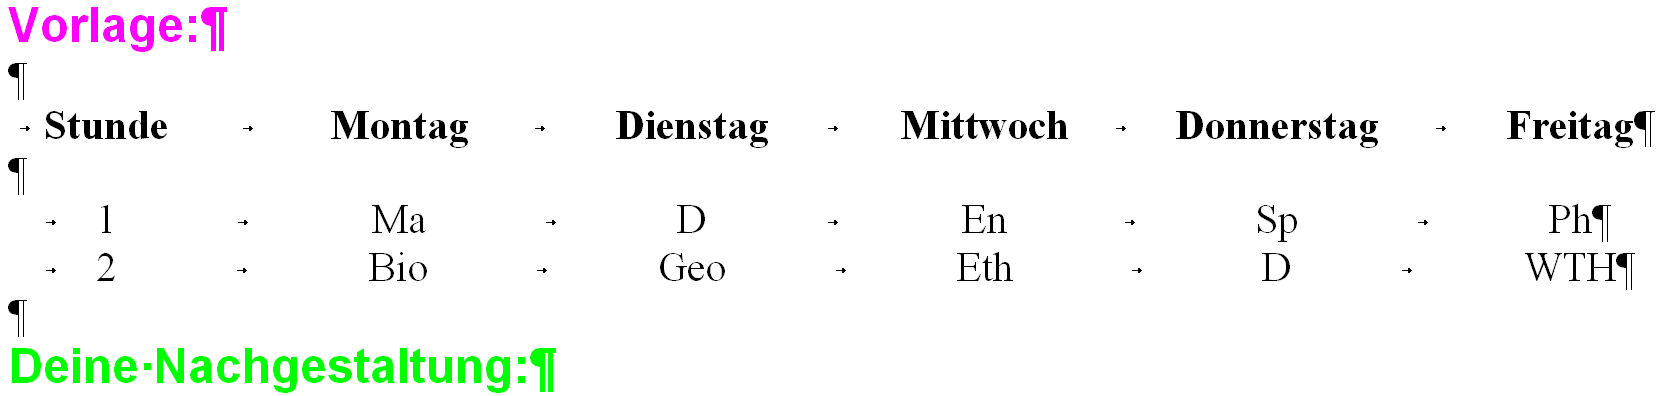 Vorlage:¶
¶
→ Stunde → Montag → Dienstag → Mittwoch → Donnerstag → Freitag¶
¶
→ 1 → Ma → D → En → Sp → Ph¶
→ 2 → Bio → Geo → Eth → D → WTH¶
¶
Deine·Nachgestaltung:¶